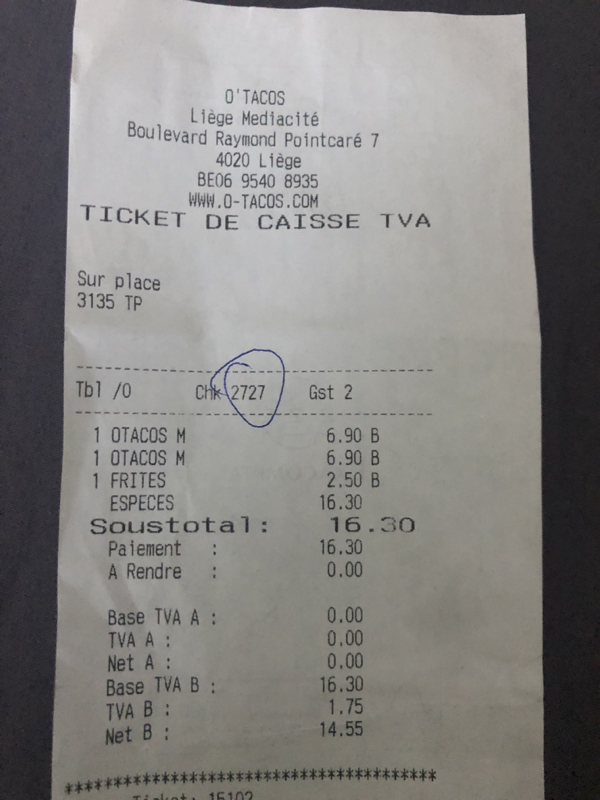 O'TACOS
Liège Mediacité
Boulevard Raymond Pointcaré 7
4020 Liège
BE06 9540 8935
WWW.O-TACOS.COM
TICKET DE CAISSE TVA
Sur place
3135 TP
--------------------------------
Tbl /0 Chk 2727 Gst 2
--------------------------------
1 OTACOS M 6.90 B
1 OTACOS M 6.90 B
1 FRITES 2.50 B
ESPECES 16.30
Soustotal: 16.30
Paiement : 16.30
A Rendre : 0.00
Base TVA A : 0.00
TVA A : 0.00
Net A : 0.00
Base TVA B : 16.30
TVA B : 1.75
Net B : 14.55
****************************************
Ticket: 15102